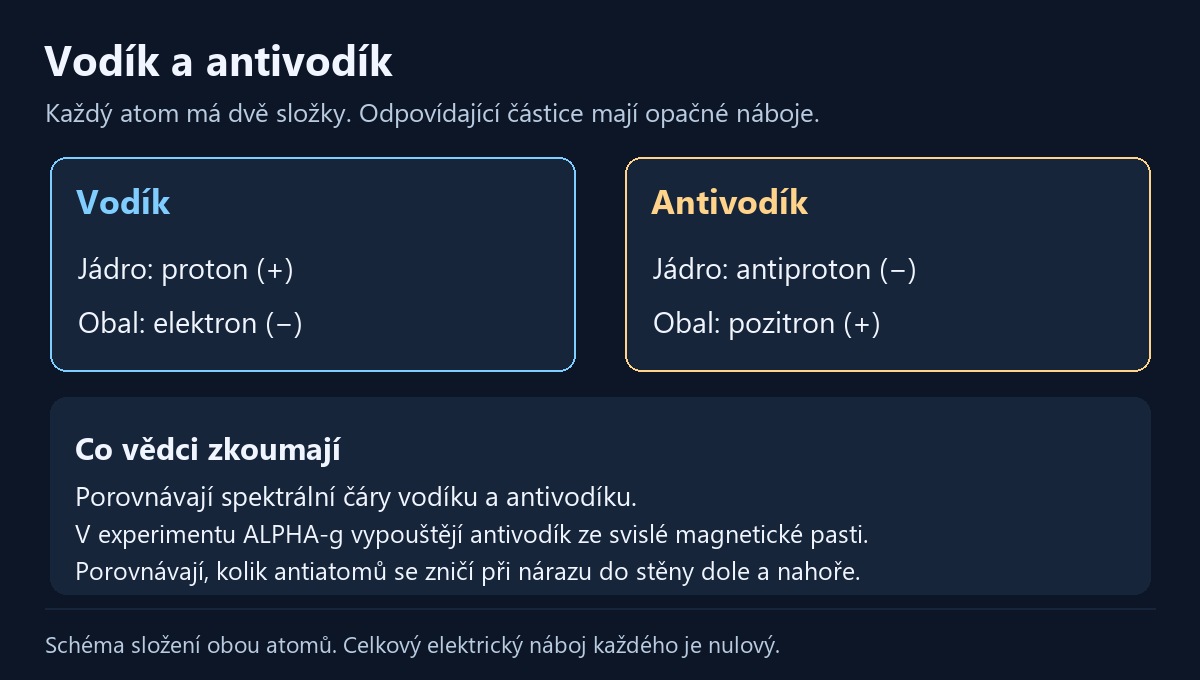 Vodík a antivodík
Každý atom má dvě složky. Odpovídající částice mají opačné náboje.
Vodík
Jádro: proton (+)
Obal: elektron (−)
Antivodík
Jádro: antiproton (−)
Obal: pozitron (+)
Co vědci zkoumají
Porovnávají spektrální čáry vodíku a antivodíku.
V experimentu ALPHA-g vypouštějí antivodík ze svislé magnetické pasti.
Porovnávají, kolik antiatomů se zničí při nárazu do stěny dole a nahoře.
Schéma složení obou atomů. Celkový elektrický náboj každého je nulový.